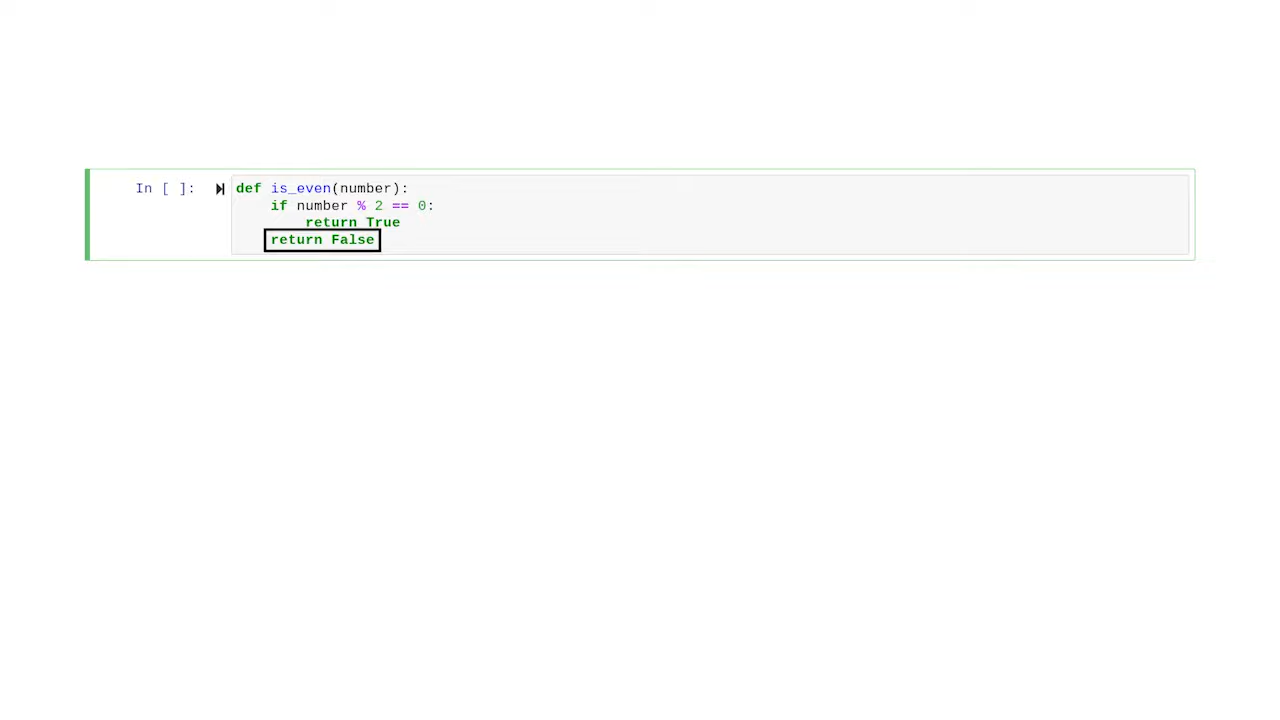 In [ ]:
def is_even(number):
    if number % 2 == 0:
        return True
    return False